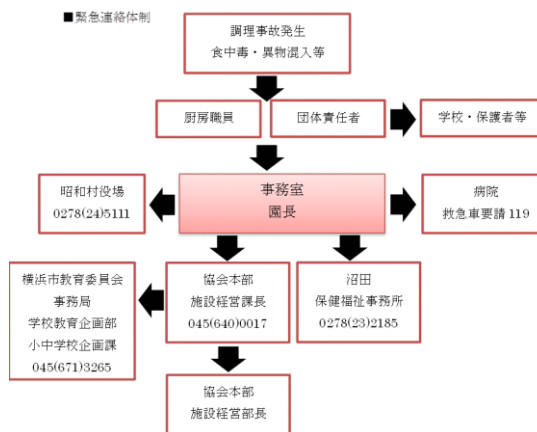 ■緊急連絡体制
調理事故発生
食中毒・異物混入等
厨房職員
団体責任者
学校・保護者等
昭和村役場
0278(24)5111
事務室
園長
病院
救急車要請119
横浜市教育委員会
事務局
学校教育企画部
小中学校企画課
045(671)3265
協会本部
施設経営課長
045(640)0017
沼田
保健福祉事務所
0278(23)2185
協会本部
施設経営部長